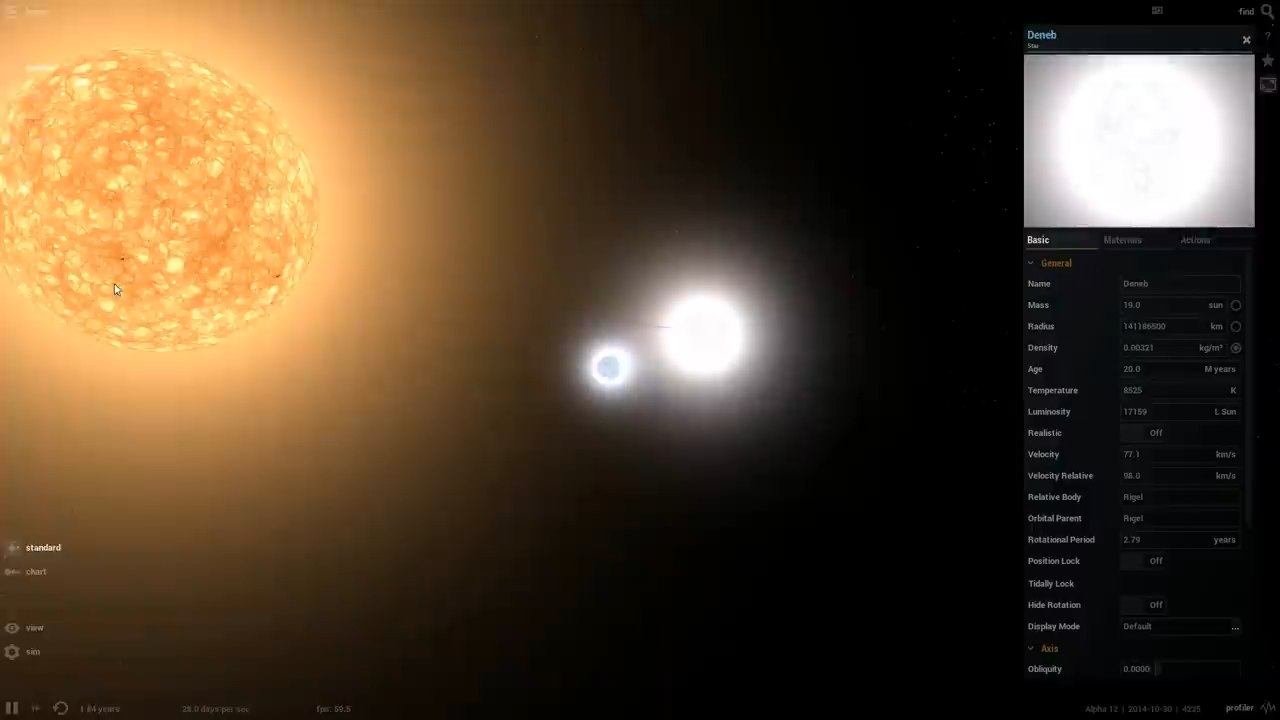 find
Deneb
Star
Basic Materials Actions
General
Name Deneb
Mass 19.0 sun
Radius 141186500 km
Density 0.00321 kg/m³
Age 20.0 M years
Temperature 8525 K
Luminosity 17159 L Sun
Realistic Off
Velocity 77.1 km/s
Velocity Relative 98.0 km/s
Relative Body Rigel
Orbital Parent Rigel
Rotational Period 2.79 years
Position Lock Off
Tidally Lock
Hide Rotation Off
Display Mode Default ...
Axis
Obliquity 0.0000
standard
chart
view
sim
1.64 years 28.0 days per sec fps: 59.5
Alpha 12 | 2014-10-30 | 4225 profiler